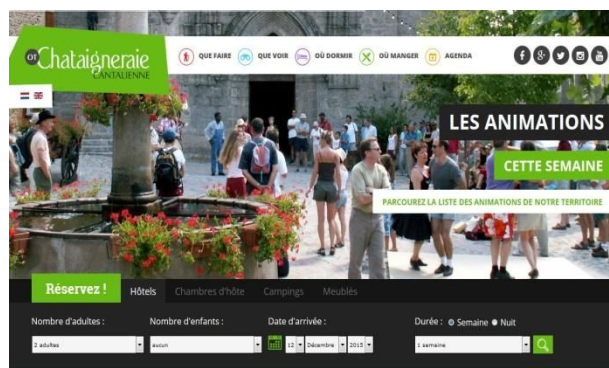 OT Chataigneraie
CANTALIENNE
QUE FAIRE QUE VOIR OÙ DORMIR OÙ MANGER AGENDA
LES ANIMATIONS
CETTE SEMAINE
PARCOUREZ LA LISTE DES ANIMATIONS DE NOTRE TERRITOIRE
Réservez ! Hôtels Chambres d'hôte Campings Meublés
Nombre d'adultes : Nombre d'enfants : Date d'arrivée : Durée : Semaine Nuit
2 adultes aucun 12 Décembre 2015 1 semaine